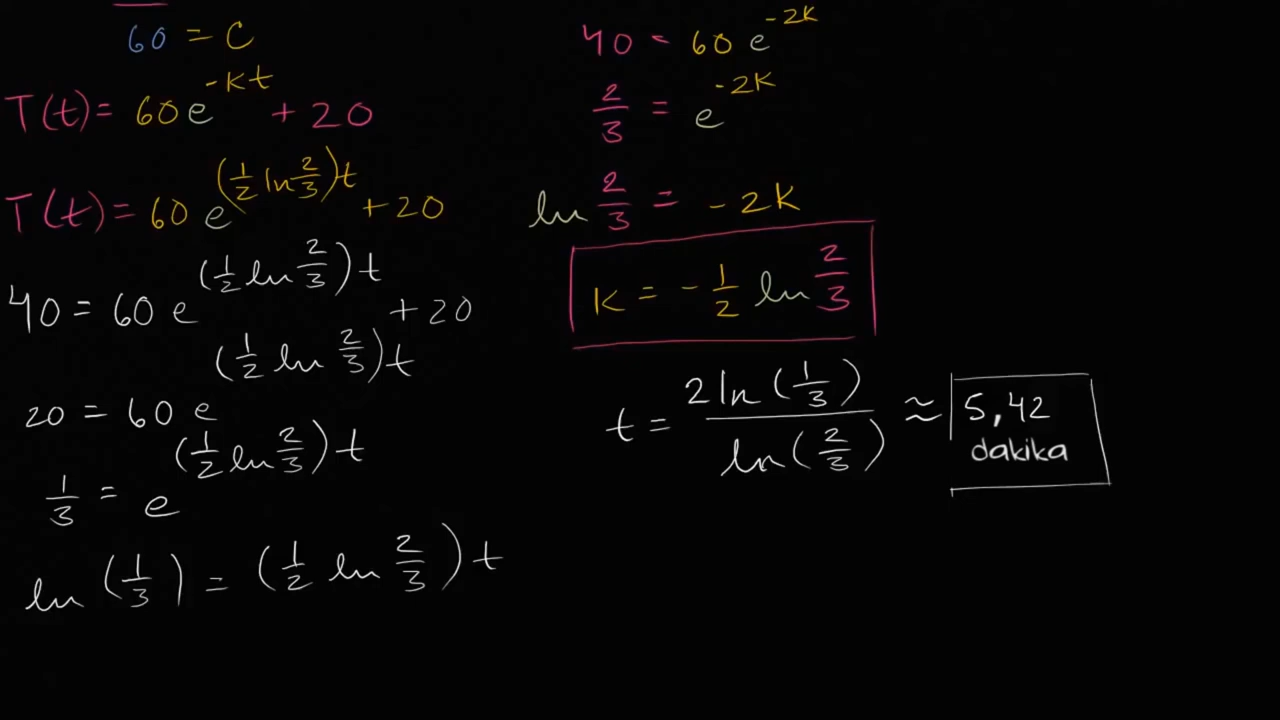 60 = C
T(t) = 60e^{-kt} + 20
T(t) = 60e^{(1/2 ln 2/3)t} + 20
40 = 60e^{(1/2 ln 2/3)t} + 20
20 = 60e^{(1/2 ln 2/3)t}
1/3 = e^{(1/2 ln 2/3)t}
ln(1/3) = (1/2 ln 2/3)t
40 = 60e^{-2k}
2/3 = e^{-2k}
ln 2/3 = -2k
k = -1/2 ln 2/3
t = 2ln(1/3) / ln(2/3) ≈ 5,42
dakika